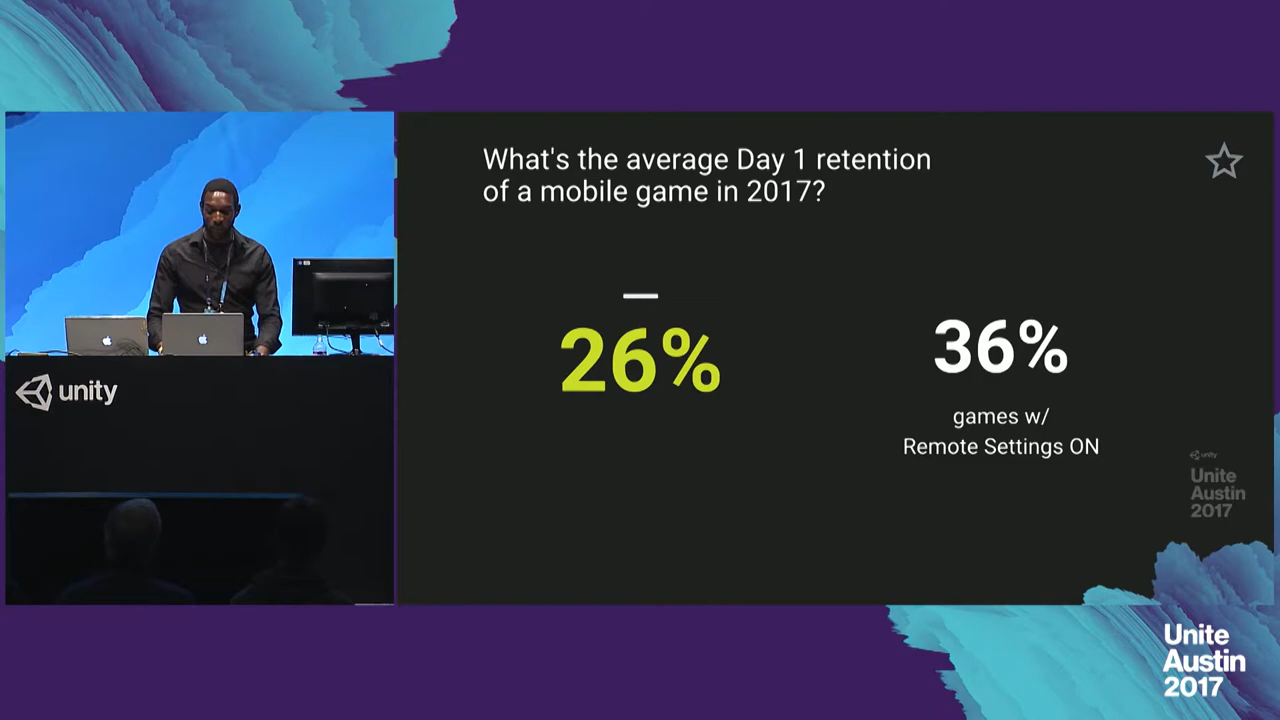 What's the average Day 1 retention
of a mobile game in 2017?
26%
36%
games w/
Remote Settings ON
unity
unity
Unite
Austin
2017
Unite
Austin
2017